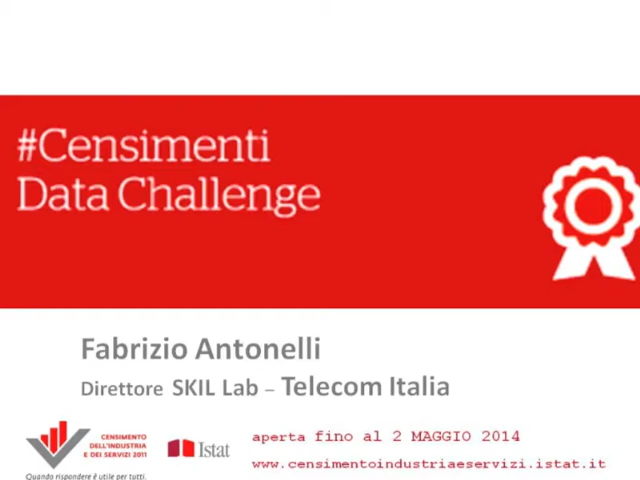 #Censimenti
Data Challenge
Fabrizio Antonelli
Direttore SKIL Lab – Telecom Italia
CENSIMENTO
DELL'INDUSTRIA
E DEI SERVIZI 2011
Quando rispondere è utile per tutti.
Istat
aperta fino al 2 MAGGIO 2014
www.censimentoindustriaeservizi.istat.it